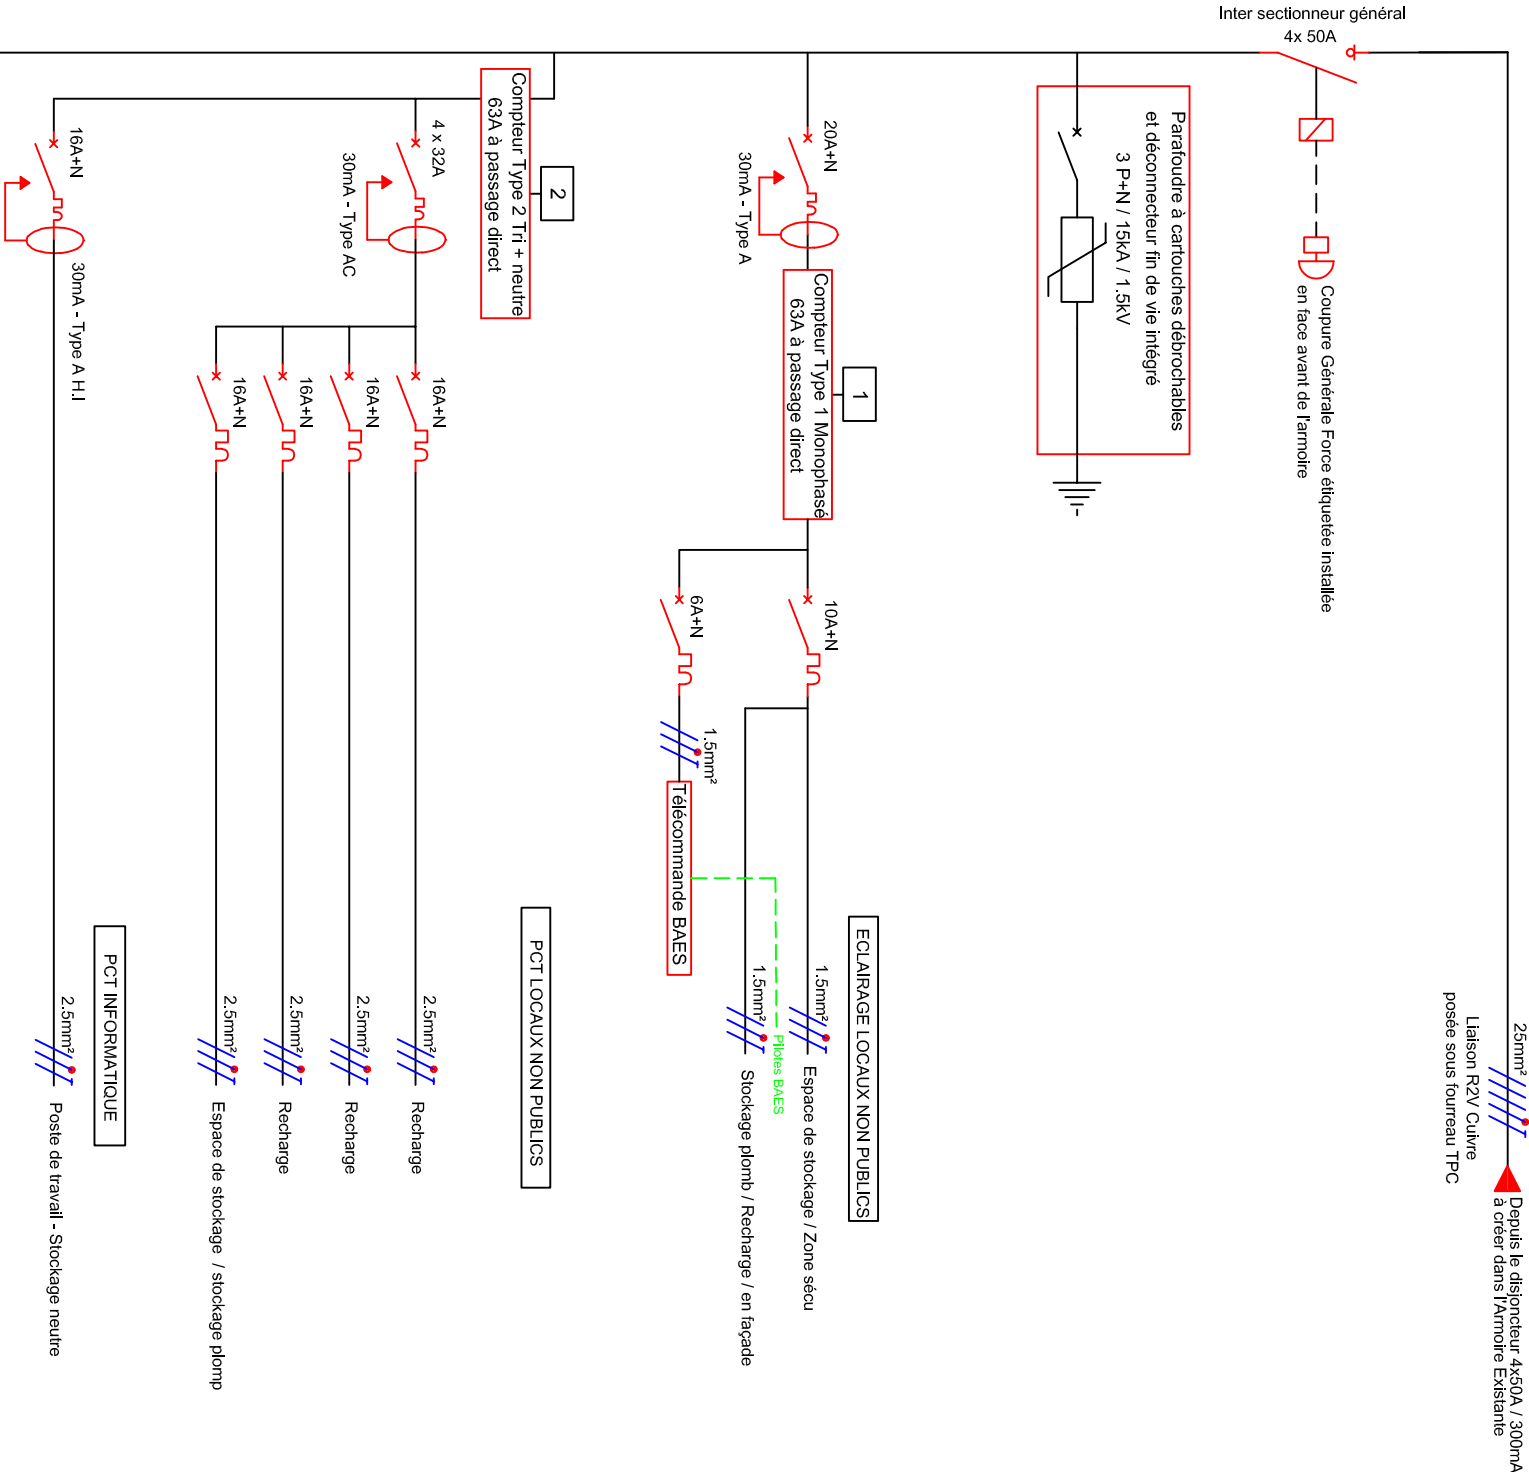 Inter sectionneur général
4x 50A
25mm²
Liaison R2V Cuivre
posée sous fourreau TPC
Depuis le disjoncteur 4x50A / 300mA
à créer dans l'Armoire Existante
Coupure Générale Force étiquetée installée
en face avant de l'armoire
Parafoudre à cartouches débrochables
et déconnecteur fin de vie intégré
3 P+N / 15kA / 1.5kV
20A+N
30mA - Type A
1
Compteur Type 1 Monophasé
63A à passage direct
10A+N
6A+N
1.5mm²
Télécommande BAES
Pilotes BAES
ECLAIRAGE LOCAUX NON PUBLICS
1.5mm²
Espace de stockage / Zone sécu
1.5mm²
Stockage plomb / Recharge / en façade
2
Compteur Type 2 Tri + neutre
63A à passage direct
4 x 32A
30mA - Type AC
16A+N
16A+N
16A+N
16A+N
PCT LOCAUX NON PUBLICS
2.5mm²
Recharge
2.5mm²
Recharge
2.5mm²
Recharge
2.5mm²
Espace de stockage / stockage plomp
16A+N
30mA - Type A H.I
PCT INFORMATIQUE
2.5mm²
Poste de travail - Stockage neutre